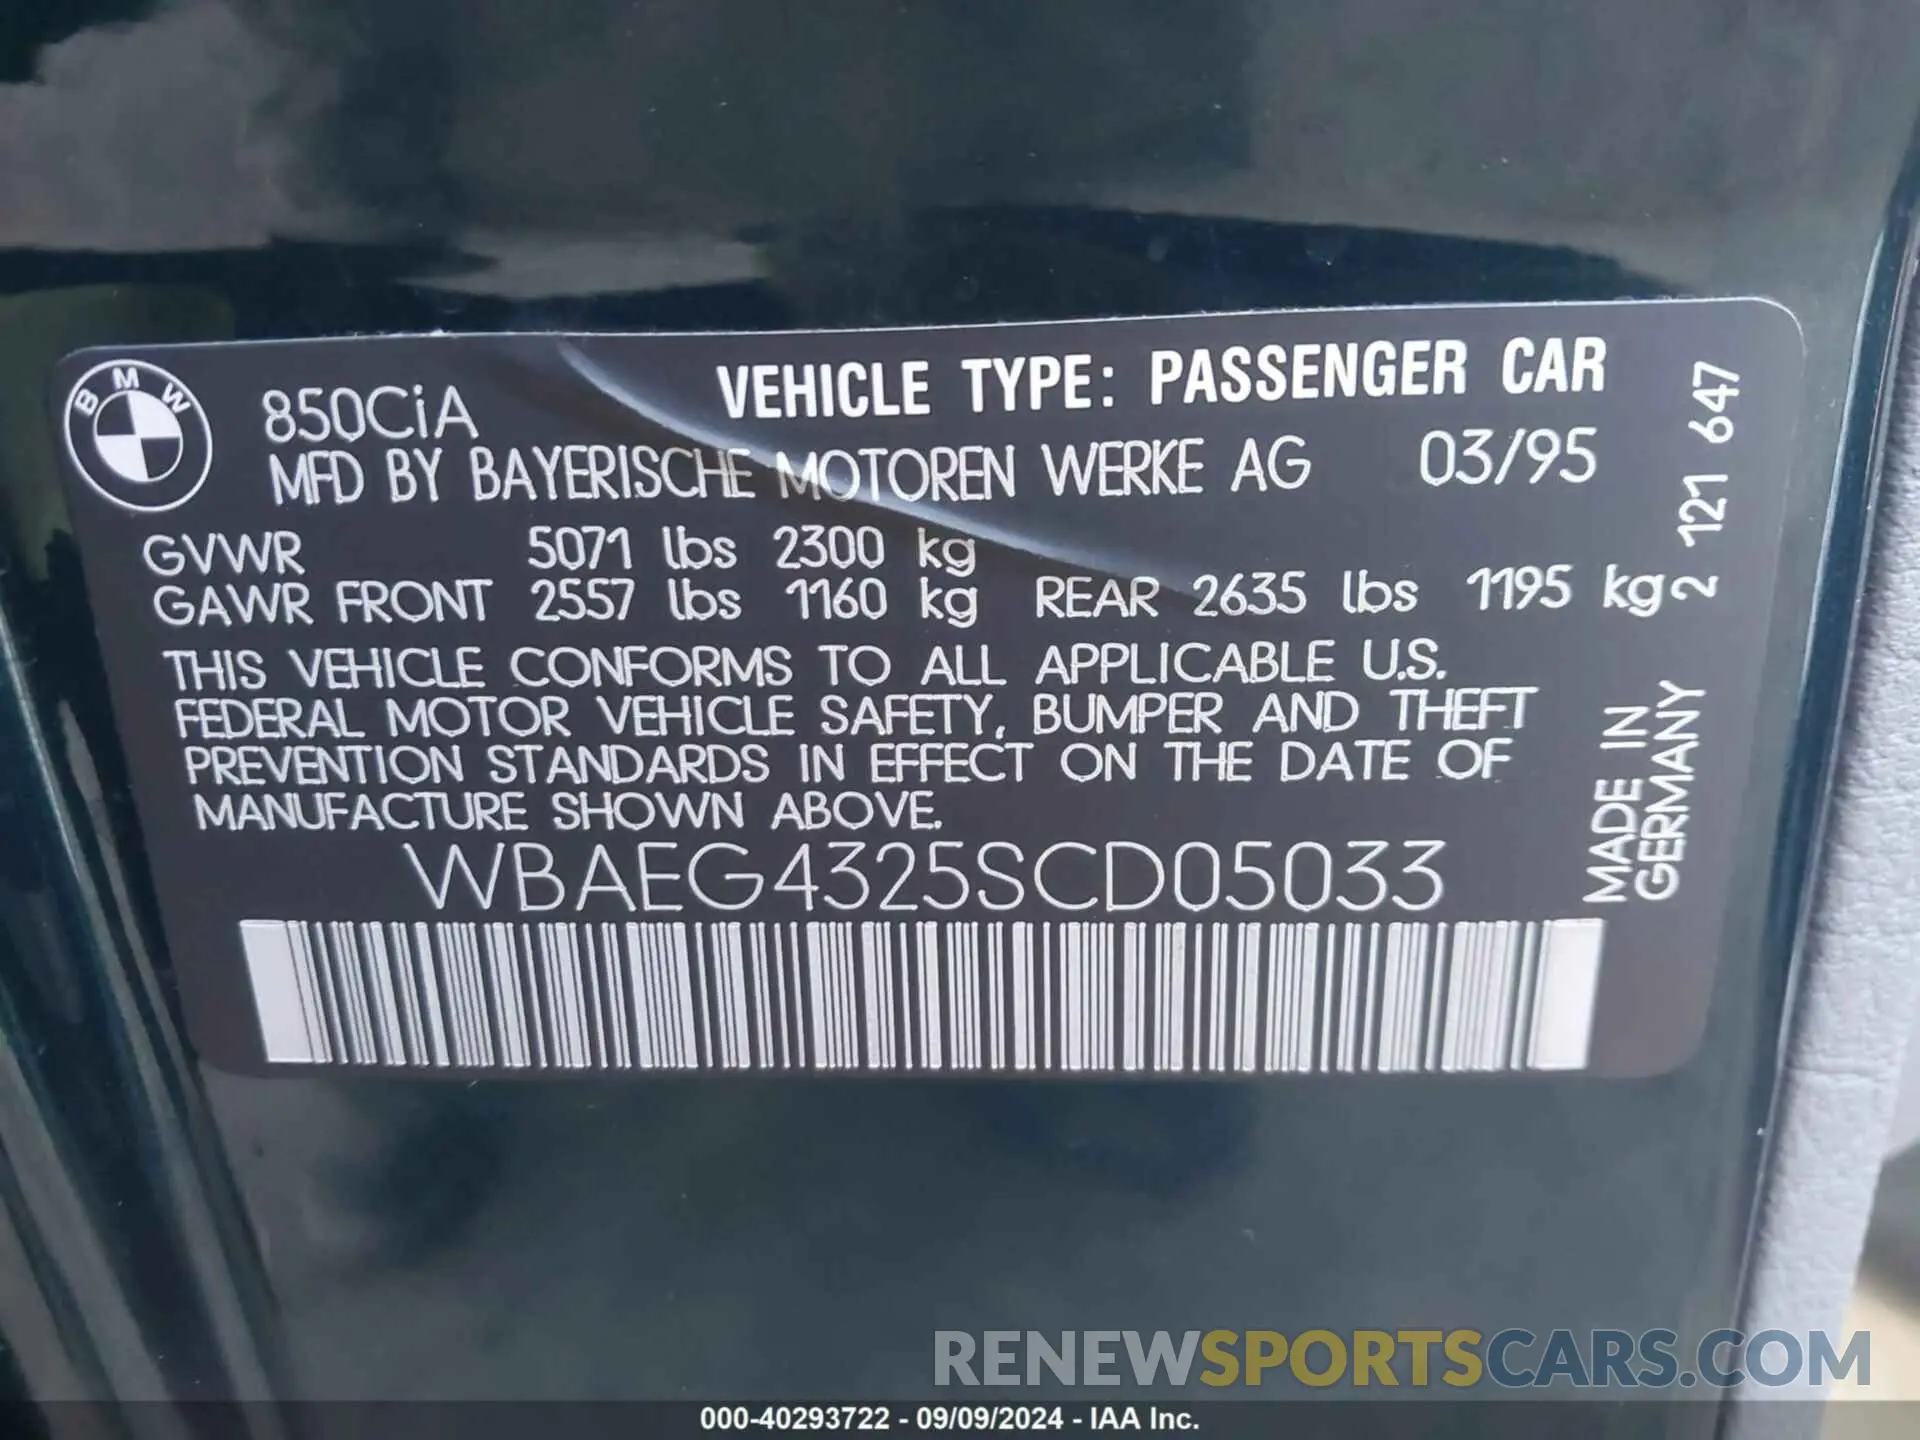 BMW
850CiA VEHICLE TYPE: PASSENGER CAR
MFD BY BAYERISCHE MOTOREN WERKE AG 03/95
GVWR 5071 lbs 2300 kg
GAWR FRONT 2557 lbs 1160 kg REAR 2635 lbs 1195 kg
THIS VEHICLE CONFORMS TO ALL APPLICABLE U.S.
FEDERAL MOTOR VEHICLE SAFETY, BUMPER AND THEFT
PREVENTION STANDARDS IN EFFECT ON THE DATE OF
MANUFACTURE SHOWN ABOVE.
WBAEG4325SCD05033
2 121 647
MADE IN
GERMANY
RENEWSPORTSCARS.COM
000-40293722 - 09/09/2024 - IAA Inc.